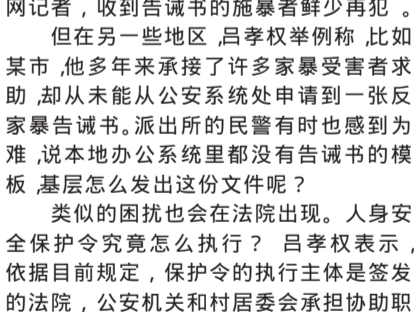 网记者，收到告诫书的施暴者鲜少再犯。
但在另一些地区，吕孝权举例称，比如
某市，他多年来承接了许多家暴受害者求
助，却从未能从公安系统处申请到一张反
家暴告诫书。派出所的民警有时也感到为
难，说本地办公系统里都没有告诫书的模
板，基层怎么发出这份文件呢？
类似的困扰也会在法院出现。人身安
全保护令究竟怎么执行？ 吕孝权表示，
依据目前规定，保护令的执行主体是签发
的法院，公安机关和村居委会承担协助职